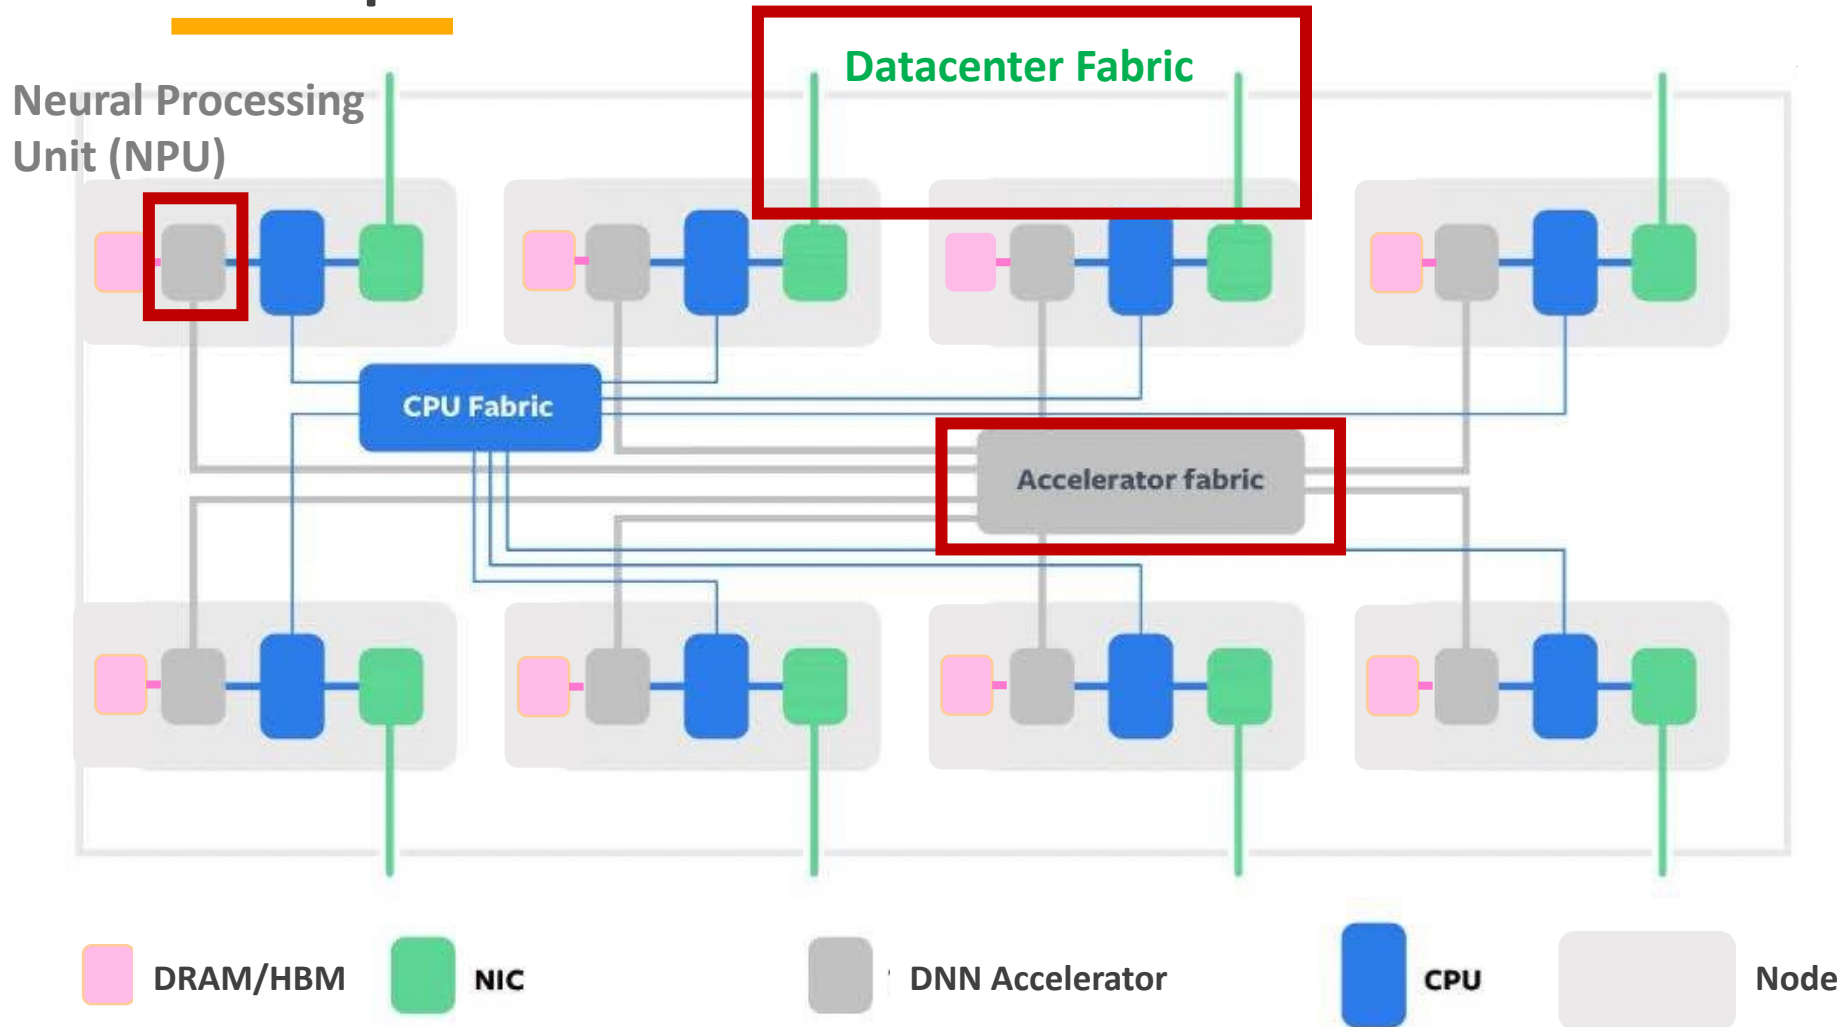 Datacenter Fabric
Neural Processing
Unit (NPU)
CPU Fabric
Accelerator fabric
DRAM/HBM
NIC
DNN Accelerator
CPU
Node